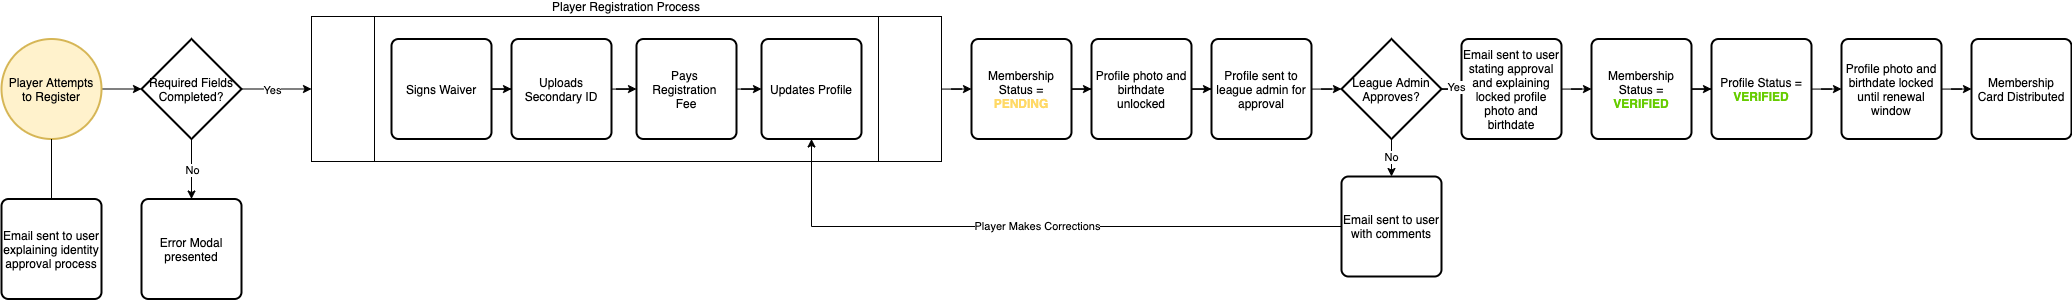 Player Registration Process
Player Attempts
to Register
Required Fields
Completed?
Yes
No
Email sent to user
explaining identity
approval process
Error Modal
presented
Signs Waiver
Uploads
Secondary ID
Pays
Registration
Fee
Updates Profile
Membership
Status =
PENDING
Profile photo and
birthdate
unlocked
Profile sent to
league admin for
approval
League Admin
Approves?
Yes
No
Email sent to user
with comments
Player Makes Corrections
Email sent to user
stating approval
and explaining
locked profile
photo and
birthdate
Membership
Status =
VERIFIED
Profile Status =
VERIFIED
Profile photo and
birthdate locked
until renewal
window
Membership
Card Distributed